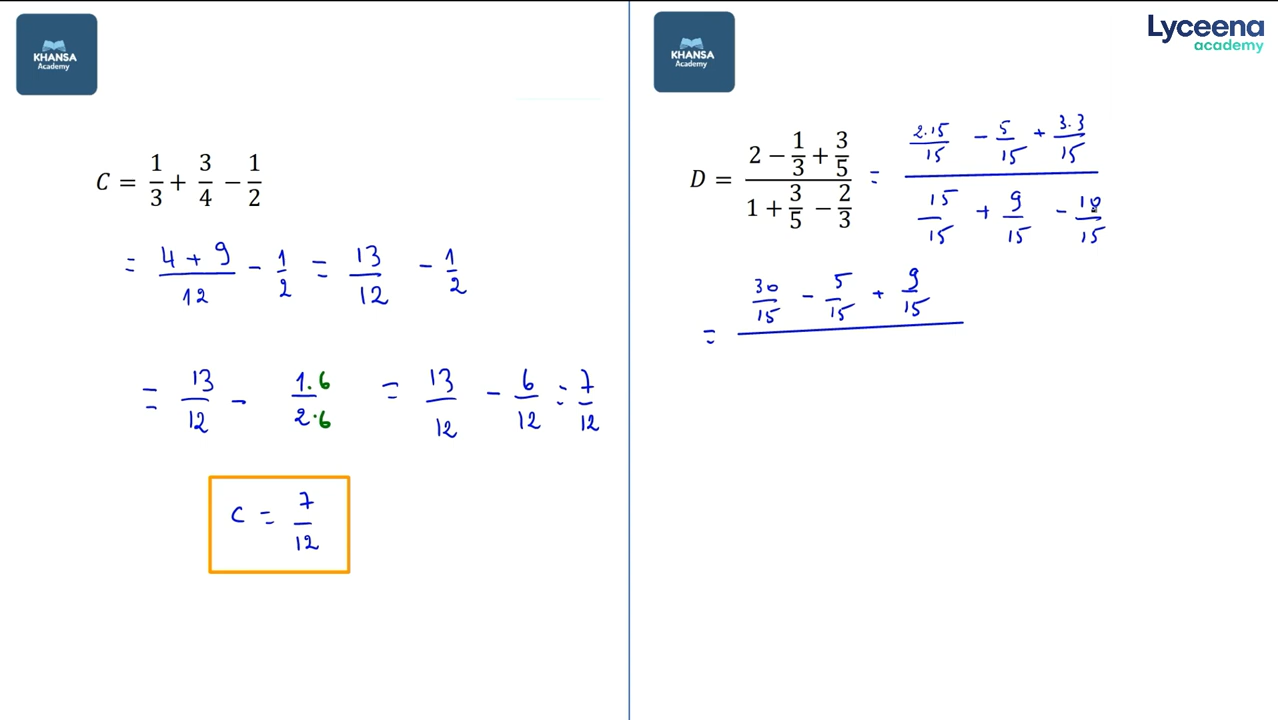 KHANSA
Academy
C = 1/3 + 3/4 − 1/2
= (4 + 9)/12 − 1/2 = 13/12 − 1/2
= 13/12 − (1.6)/(2.6) = 13/12 − 6/12 = 7/12
C = 7/12
KHANSA
Academy
Lyceena
academy
D = (2 − 1/3 + 3/5)/(1 + 3/5 − 2/3) = (2.15/15 − 5/15 + 3.3/15)/(15/15 + 9/15 − 10/15)
= 30/15 − 5/15 + 9/15